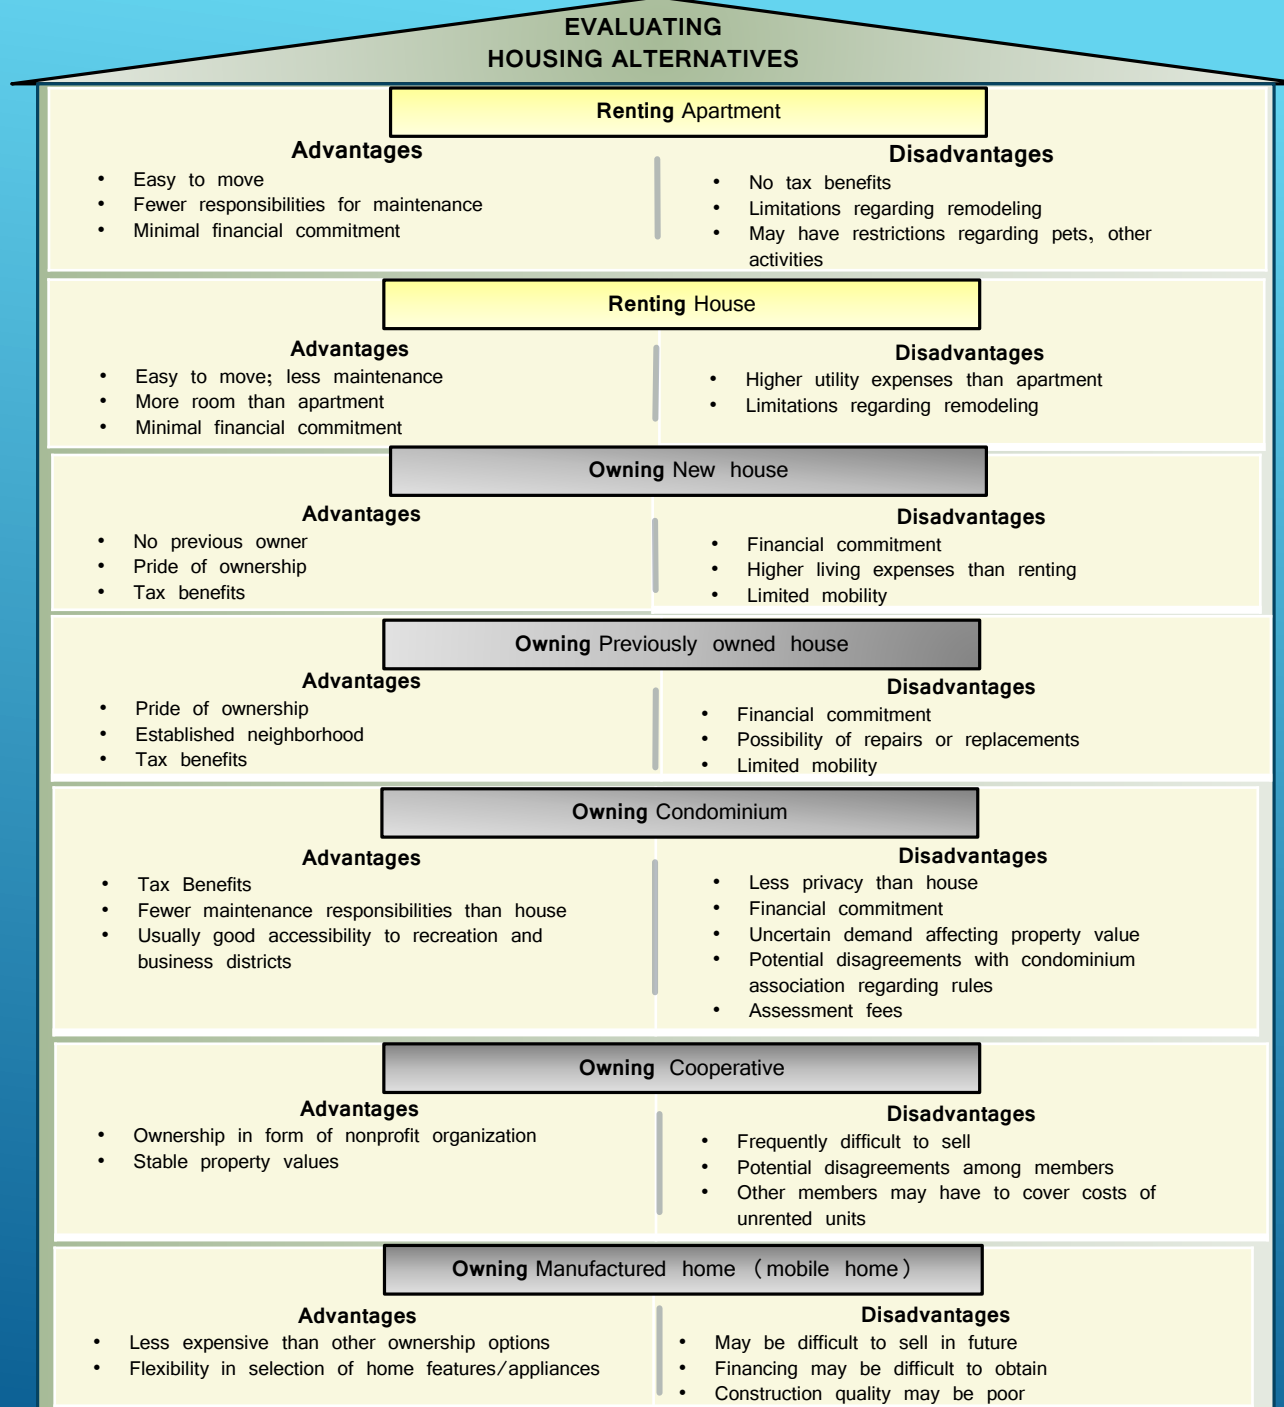 EVALUATING
HOUSING ALTERNATIVES
Renting Apartment
Advantages
• Easy to move
• Fewer responsibilities for maintenance
• Minimal financial commitment
Disadvantages
• No tax benefits
• Limitations regarding remodeling
• May have restrictions regarding pets, other
activities
Renting House
Advantages
• Easy to move; less maintenance
• More room than apartment
• Minimal financial commitment
Disadvantages
• Higher utility expenses than apartment
• Limitations regarding remodeling
Owning New house
Advantages
• No previous owner
• Pride of ownership
• Tax benefits
Disadvantages
• Financial commitment
• Higher living expenses than renting
• Limited mobility
Owning Previously owned house
Advantages
• Pride of ownership
• Established neighborhood
• Tax benefits
Disadvantages
• Financial commitment
• Possibility of repairs or replacements
• Limited mobility
Owning Condominium
Advantages
• Tax Benefits
• Fewer maintenance responsibilities than house
• Usually good accessibility to recreation and
business districts
Disadvantages
• Less privacy than house
• Financial commitment
• Uncertain demand affecting property value
• Potential disagreements with condominium
association regarding rules
• Assessment fees
Owning Cooperative
Advantages
• Ownership in form of nonprofit organization
• Stable property values
Disadvantages
• Frequently difficult to sell
• Potential disagreements among members
• Other members may have to cover costs of
unrented units
Owning Manufactured home (mobile home)
Advantages
• Less expensive than other ownership options
• Flexibility in selection of home features/appliances
Disadvantages
• May be difficult to sell in future
• Financing may be difficult to obtain
• Construction quality may be poor